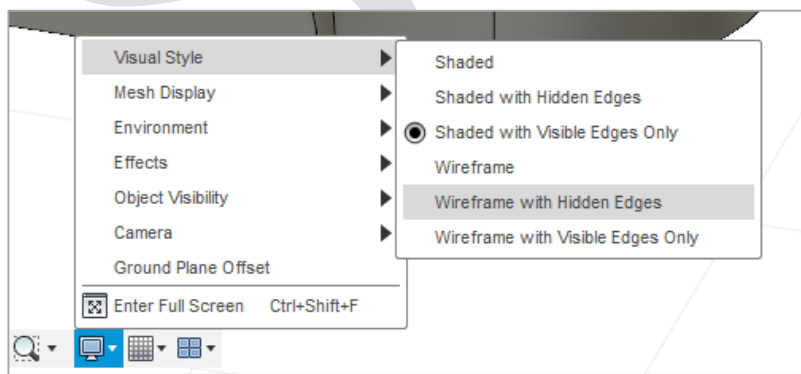 Visual Style
Mesh Display
Environment
Effects
Object Visibility
Camera
Ground Plane Offset
Enter Full Screen Ctrl+Shift+F
Shaded
Shaded with Hidden Edges
Shaded with Visible Edges Only
Wireframe
Wireframe with Hidden Edges
Wireframe with Visible Edges Only